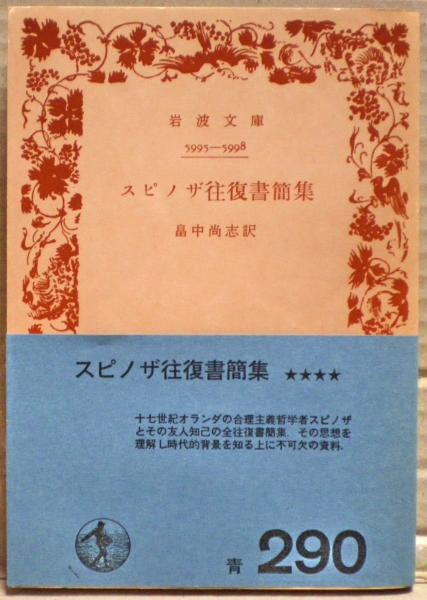 岩波文庫
5995—5998
スピノザ往復書簡集
畠中尚志訳
スピノザ往復書簡集 ★★★★
十七世紀オランダの合理主義哲学者スピノザ
とその友人知己の全往復書簡集．その思想を
理解し時代的背景を知る上に不可欠の資料．
青 290